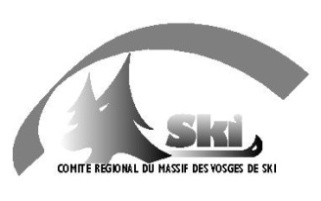 Ski
COMITE REGIONAL DU MASSIF DES VOSGES DE SKI